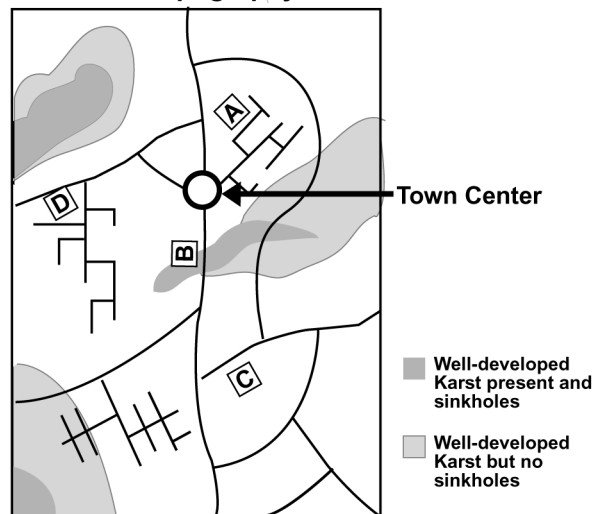 A
Town Center
D
B
C
Well-developed
Karst present and
sinkholes
Well-developed
Karst but no
sinkholes